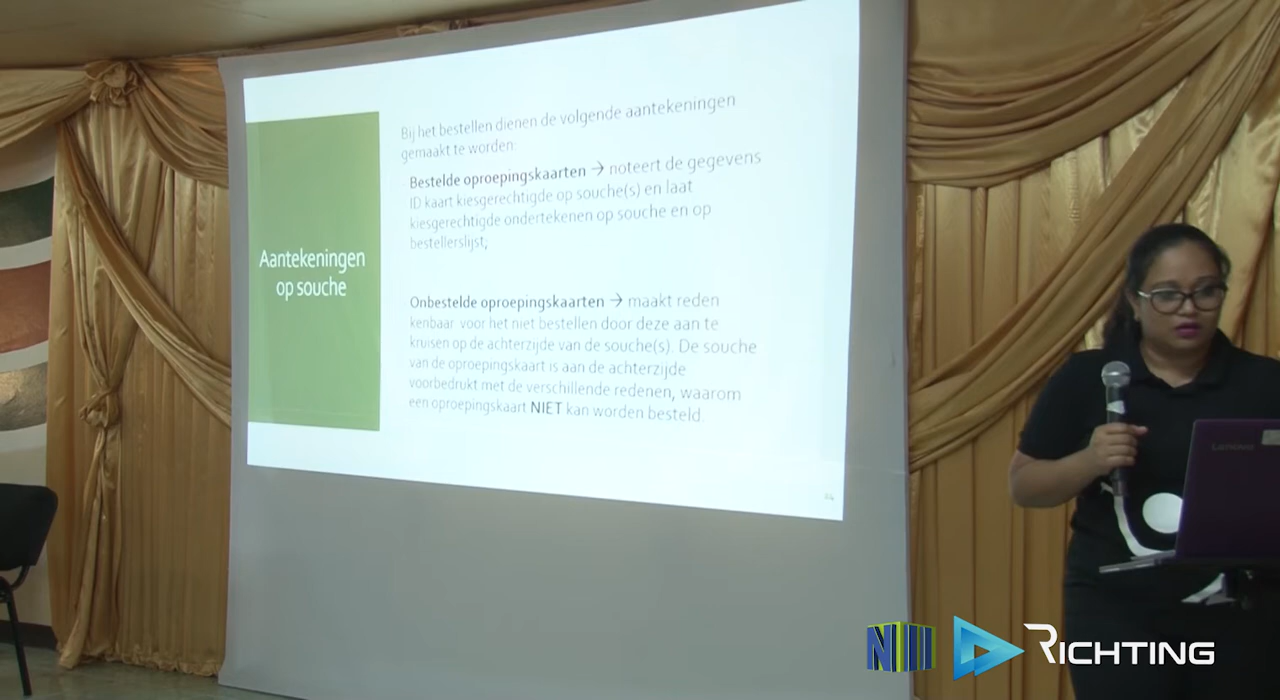 Aantekeningen
op souche
Bij het bestellen dienen de volgende aantekeningen
gemaakt te worden:
Bestelde oproepingskaarten → noteert de gegevens
ID kaart kiesgerechtigde op souche(s) en laat
kiesgerechtigde ondertekenen op souche en op
bestellerslijst;
Onbestelde oproepingskaarten → maakt reden
kenbaar voor het niet bestellen door deze aan te
kruisen op de achterzijde van de souche(s). De souche
van de oproepingskaart is aan de achterzijde
voorbedrukt met de verschillende redenen, waarom
een oproepingskaart NIET kan worden besteld.
Lenovo
NII
RICHTING